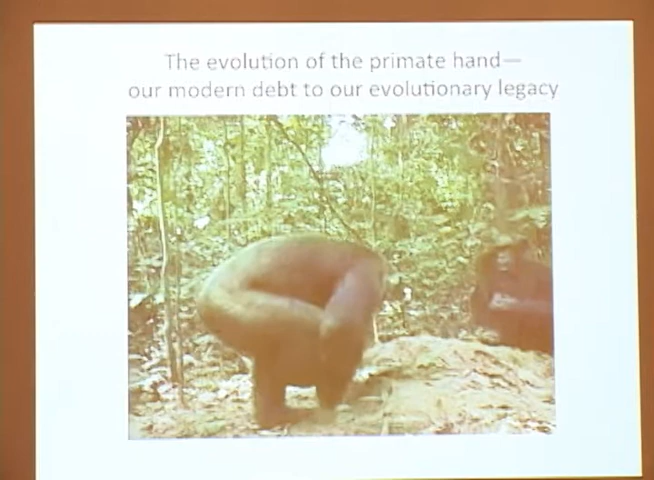 The evolution of the primate hand—
our modern debt to our evolutionary legacy